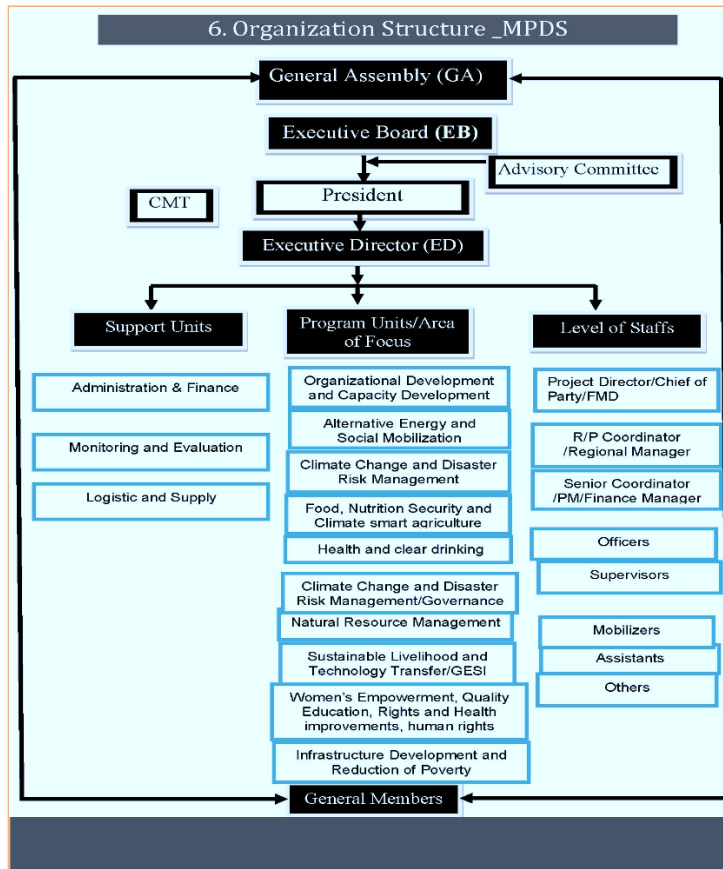 6. Organization Structure _MPDS
General Assembly (GA)
Executive Board (EB)
Advisory Committee
CMT
President
Executive Director (ED)
Support Units
Administration & Finance
Monitoring and Evaluation
Logistic and Supply
Program Units/Area
of Focus
Organizational Development
and Capacity Development
Alternative Energy and
Social Mobilization
Climate Change and Disaster
Risk Management
Food, Nutrition Security and
Climate smart agriculture
Health and clear drinking
Climate Change and Disaster
Risk Management/Governance
Natural Resource Management
Sustainable Livelihood and
Technology Transfer/GESI
Women's Empowerment, Quality
Education, Rights and Health
improvements, human rights
Infrastructure Development and
Reduction of Poverty
Level of Staffs
Project Director/Chief of
Party/FMD
R/P Coordinator
/Regional Manager
Senior Coordinator
/PM/Finance Manager
Officers
Supervisors
Mobilizers
Assistants
Others
General Members